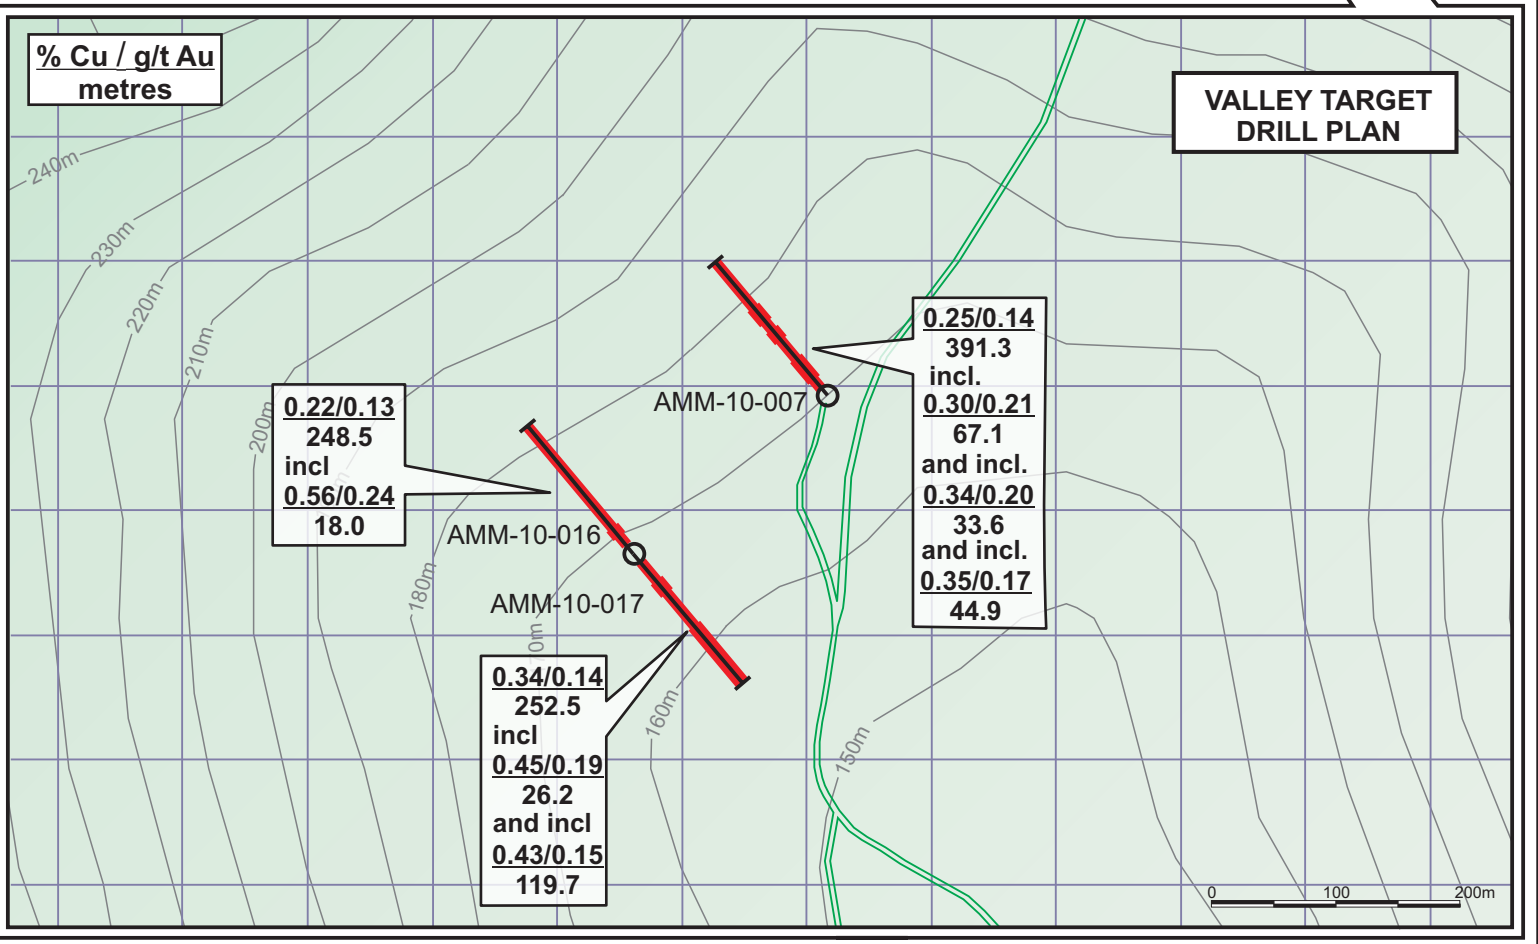 % Cu / g/t Au
metres
VALLEY TARGET
DRILL PLAN
240m
230m
220m
210m
200m
180m
160m
150m
AMM-10-007
0.25/0.14
391.3
incl.
0.30/0.21
67.1
and incl.
0.34/0.20
33.6
and incl.
0.35/0.17
44.9
0.22/0.13
248.5
incl
0.56/0.24
18.0
AMM-10-016
AMM-10-017
0.34/0.14
252.5
incl
0.45/0.19
26.2
and incl
0.43/0.15
119.7
0 100 200m